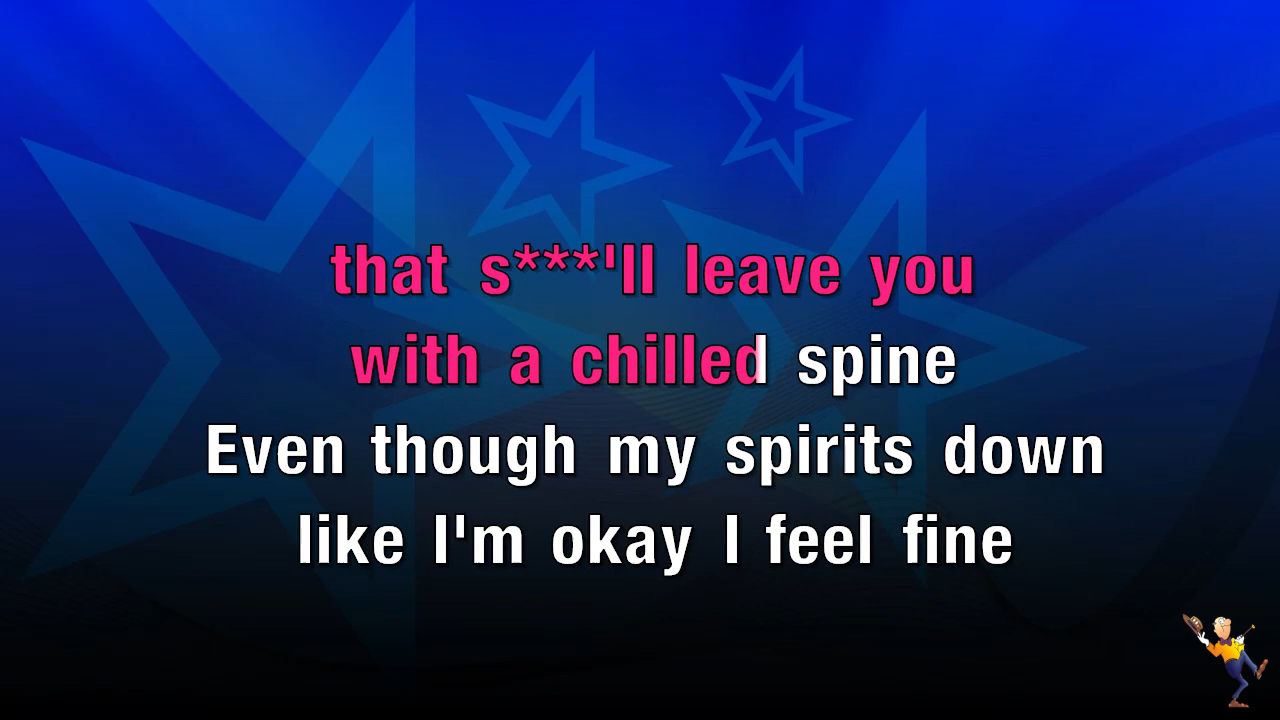 that s***'ll leave you
with a chilled spine
Even though my spirits down
like I'm okay I feel fine